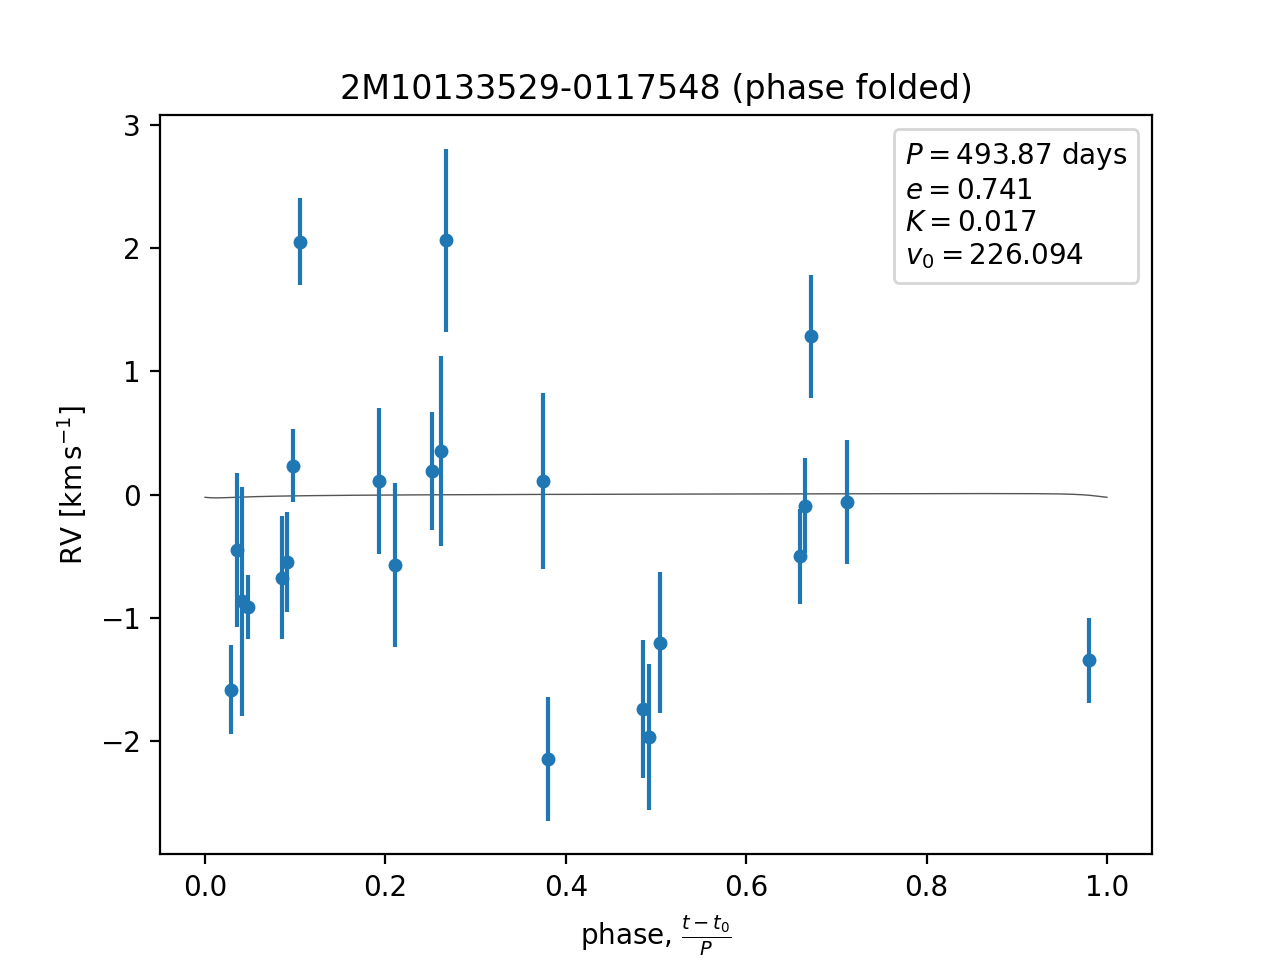 2M10133529-0117548 (phase folded)
P = 493.87 days
e = 0.741
K = 0.017
v₀ = 226.094
3
2
1
0
−1
−2
RV [km s⁻¹]
0.0 0.2 0.4 0.6 0.8 1.0
phase, (t − t₀)/P